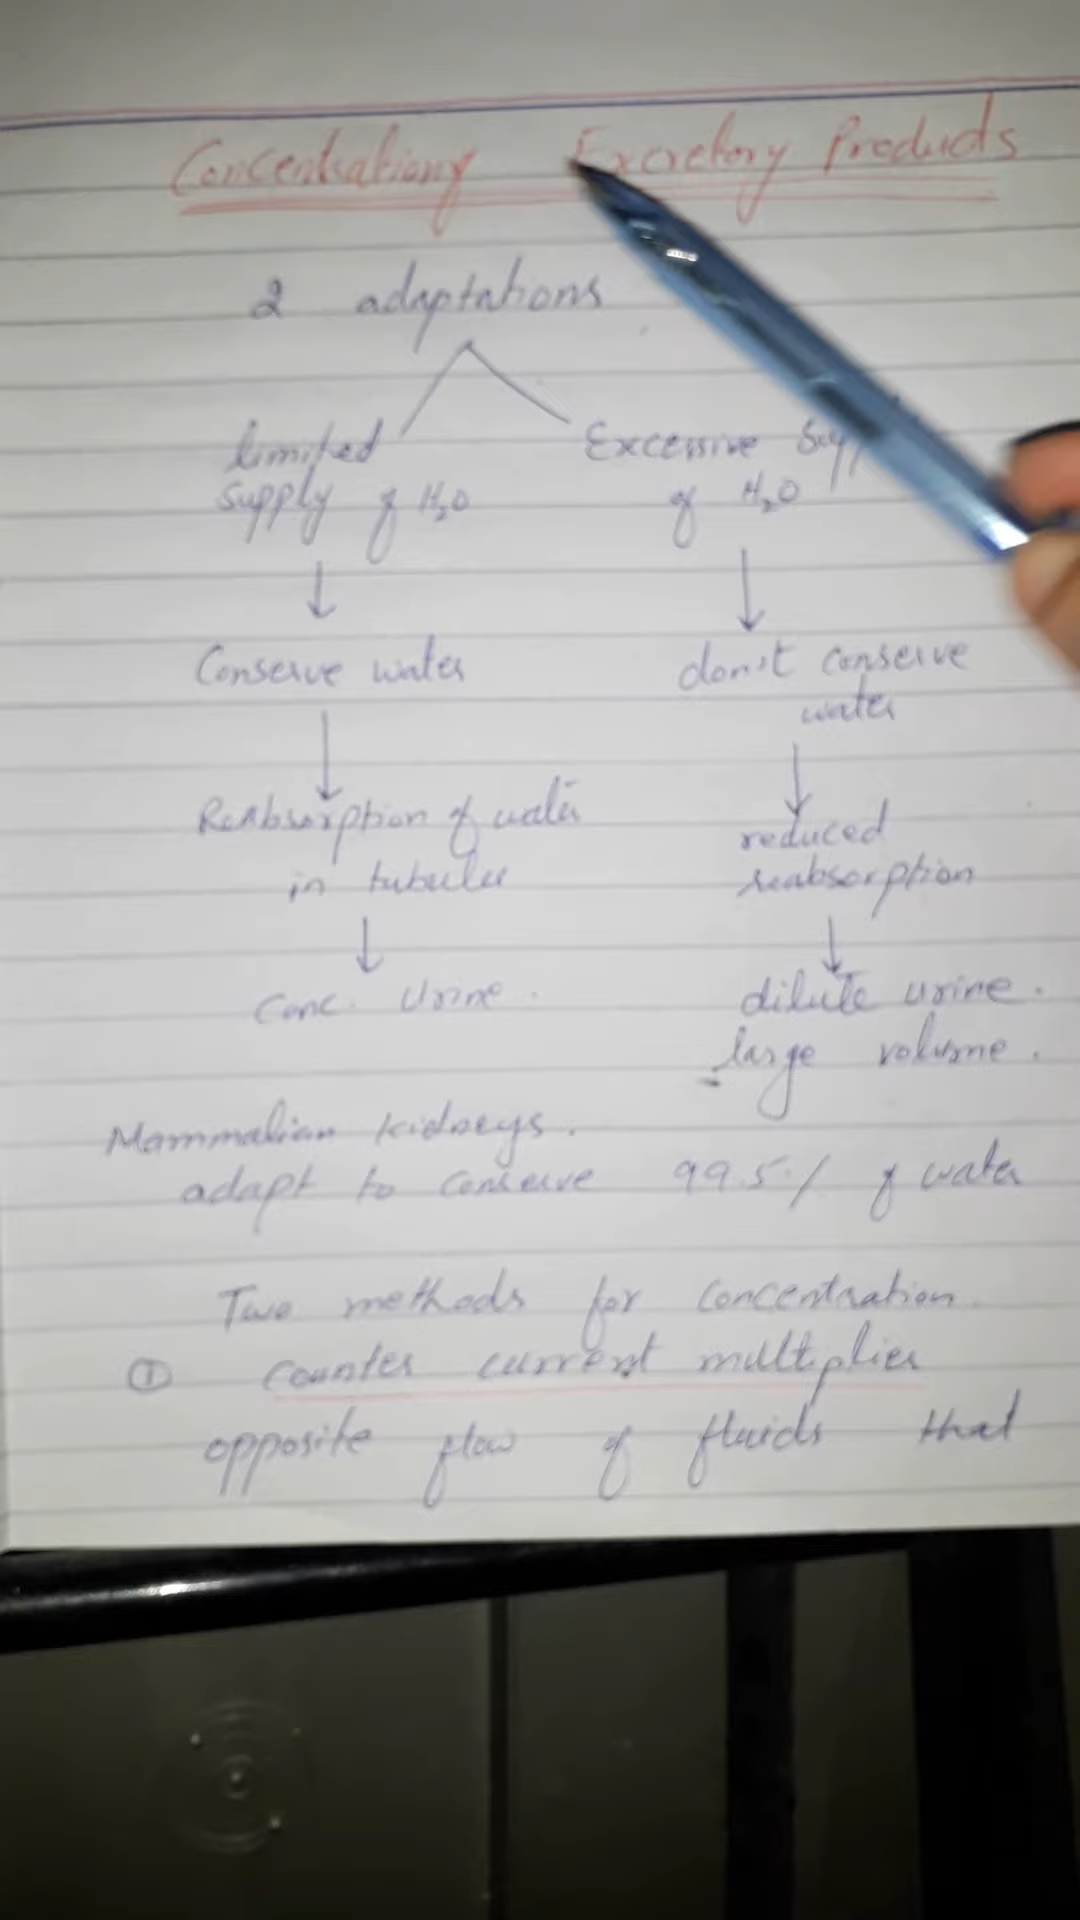 Concentration of Excretory Products
2 adaptations
limited
supply of H₂O
Excessive
of H₂O
↓
↓
Conserve water
don't conserve
water
↓
↓
Reabsorption of water
in tubules
reduced
reabsorption
↓
↓
Conc. Urine.
dilute urine.
large volume.
Mammalian kidneys.
adapt to conserve 99.5% of water
Two methods for concentration.
① counter current multiplier
opposite flow of fluids that